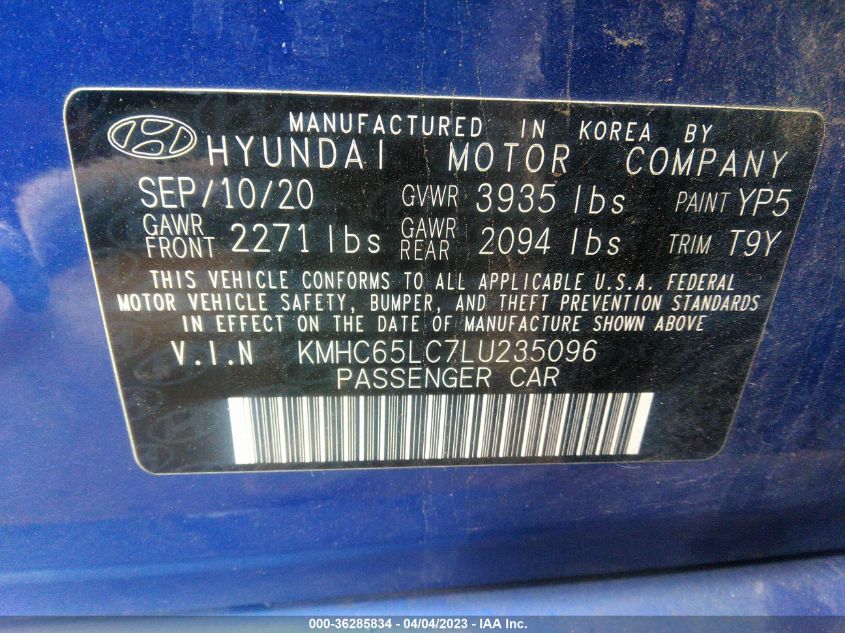 MANUFACTURED IN KOREA BY
HYUNDAI MOTOR COMPANY
SEP/10/20 GVWR 3935 lbs PAINT YP5
GAWR FRONT 2271 lbs GAWR REAR 2094 lbs TRIM T9Y
THIS VEHICLE CONFORMS TO ALL APPLICABLE U.S.A. FEDERAL
MOTOR VEHICLE SAFETY, BUMPER, AND THEFT PREVENTION STANDARDS
IN EFFECT ON THE DATE OF MANUFACTURE SHOWN ABOVE
V.I.N KMHC65LC7LU235096
PASSENGER CAR
000-36285834 - 04/04/2023 - IAA Inc.